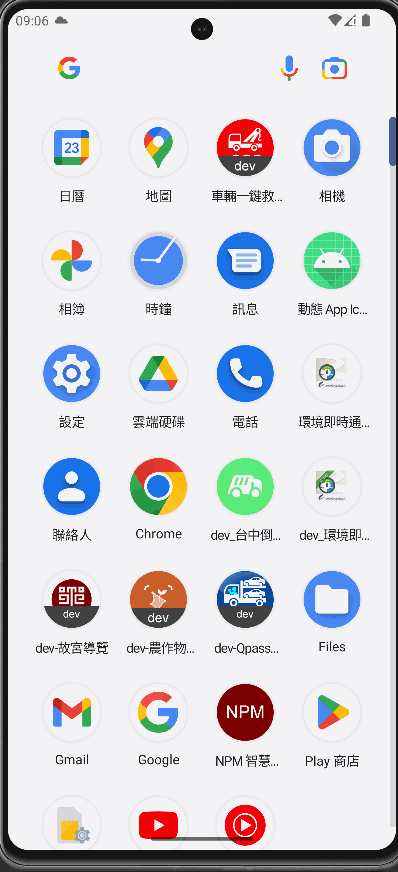 09:06
23
日曆
地圖
dev
車輛一鍵救...
相機
相簿
時鐘
訊息
動態 App Ic...
設定
雲端硬碟
電話
環境即時通...
聯絡人
Chrome
dev_台中倒...
dev_環境即...
dev
dev-故宮導覽
dev
dev-農作物...
dev
dev-Qpass...
Files
Gmail
Google
NPM
NPM 智慧...
Play 商店